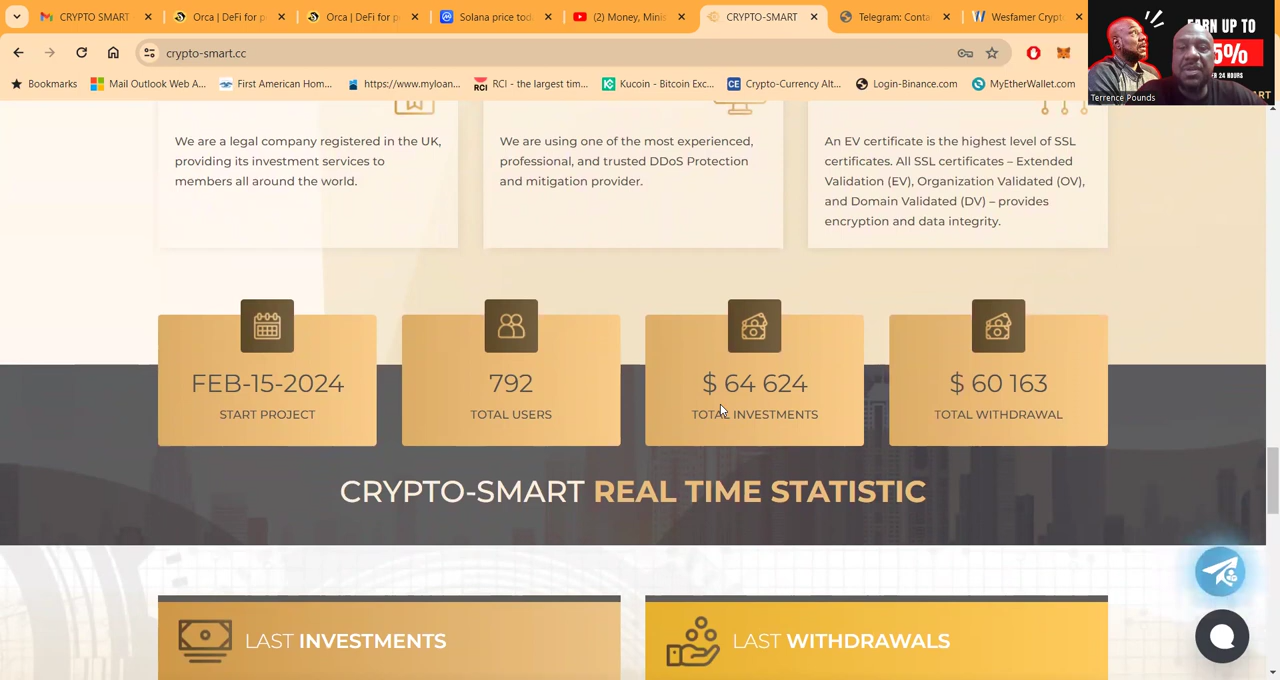 CRYPTO SMART
Orca | DeFi for p
Orca | DeFi for p
Solana price tod
(2) Money, Minis
CRYPTO-SMART
Telegram: Conta
Wesfamer Crypt
crypto-smart.cc
Bookmarks
Mail Outlook Web A...
First American Hom...
https://www.myloan...
RCI - the largest tim...
Kucoin - Bitcoin Exc...
Crypto-Currency Alt...
Login-Binance.com
MyEtherWallet.com
EARN UP TO
5%
24 HOURS
Terrence Pounds
We are a legal company registered in the UK,
providing its investment services to
members all around the world.
We are using one of the most experienced,
professional, and trusted DDoS Protection
and mitigation provider.
An EV certificate is the highest level of SSL
certificates. All SSL certificates – Extended
Validation (EV), Organization Validated (OV),
and Domain Validated (DV) – provides
encryption and data integrity.
FEB-15-2024
START PROJECT
792
TOTAL USERS
$ 64 624
TOTAL INVESTMENTS
$ 60 163
TOTAL WITHDRAWAL
CRYPTO-SMART REAL TIME STATISTIC
LAST INVESTMENTS
LAST WITHDRAWALS